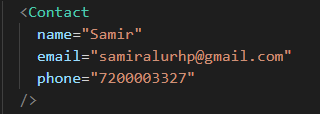 <Contact
name="Samir"
email="samiralurhp@gmail.com"
phone="7200003327"
/>